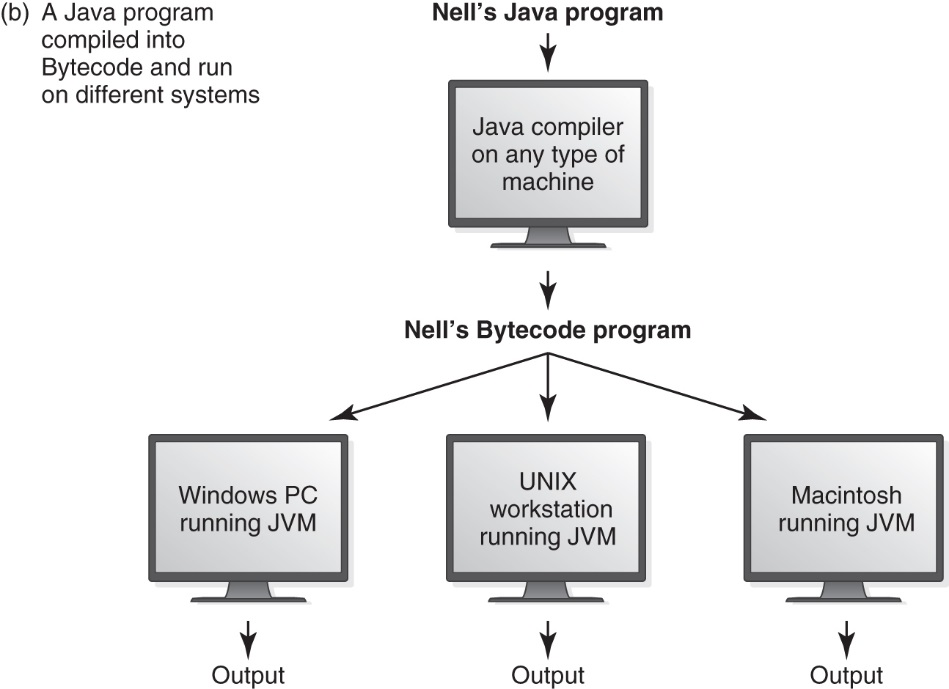 (b) A Java program
compiled into
Bytecode and run
on different systems
Nell’s Java program
Java compiler
on any type of
machine
Nell’s Bytecode program
Windows PC
running JVM
UNIX
workstation
running JVM
Macintosh
running JVM
Output
Output
Output